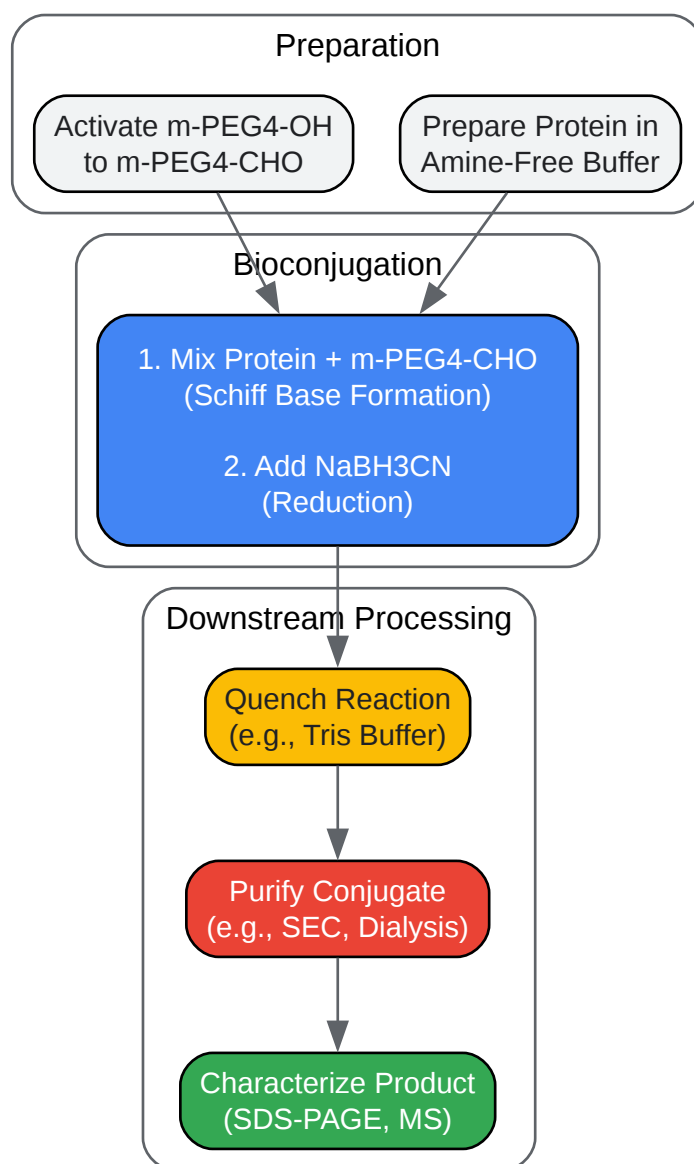 Preparation
Activate m-PEG4-OH
to m-PEG4-CHO
Prepare Protein in
Amine-Free Buffer
Bioconjugation
1. Mix Protein + m-PEG4-CHO
(Schiff Base Formation)
2. Add NaBH3CN
(Reduction)
Downstream Processing
Quench Reaction
(e.g., Tris Buffer)
Purify Conjugate
(e.g., SEC, Dialysis)
Characterize Product
(SDS-PAGE, MS)